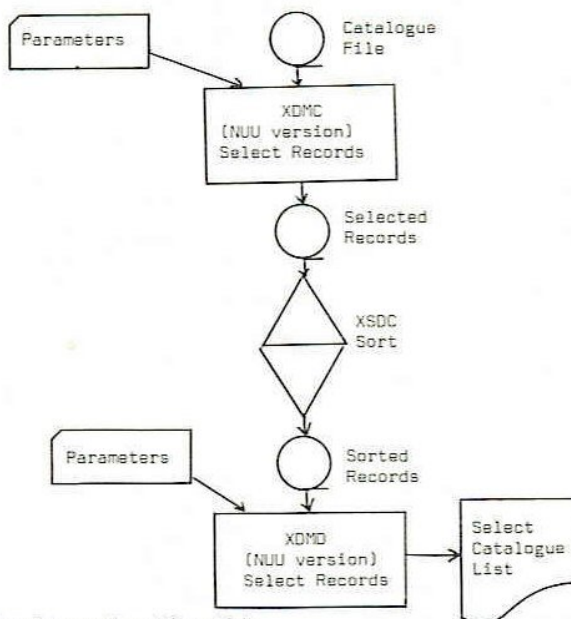 Parameters
Catalogue
File
XDMC
(NUU version)
Select Records
Selected
Records
XSDC
Sort
Parameters
Sorted
Records
XDMD
(NUU version)
Select Records
Select
Catalogue
List